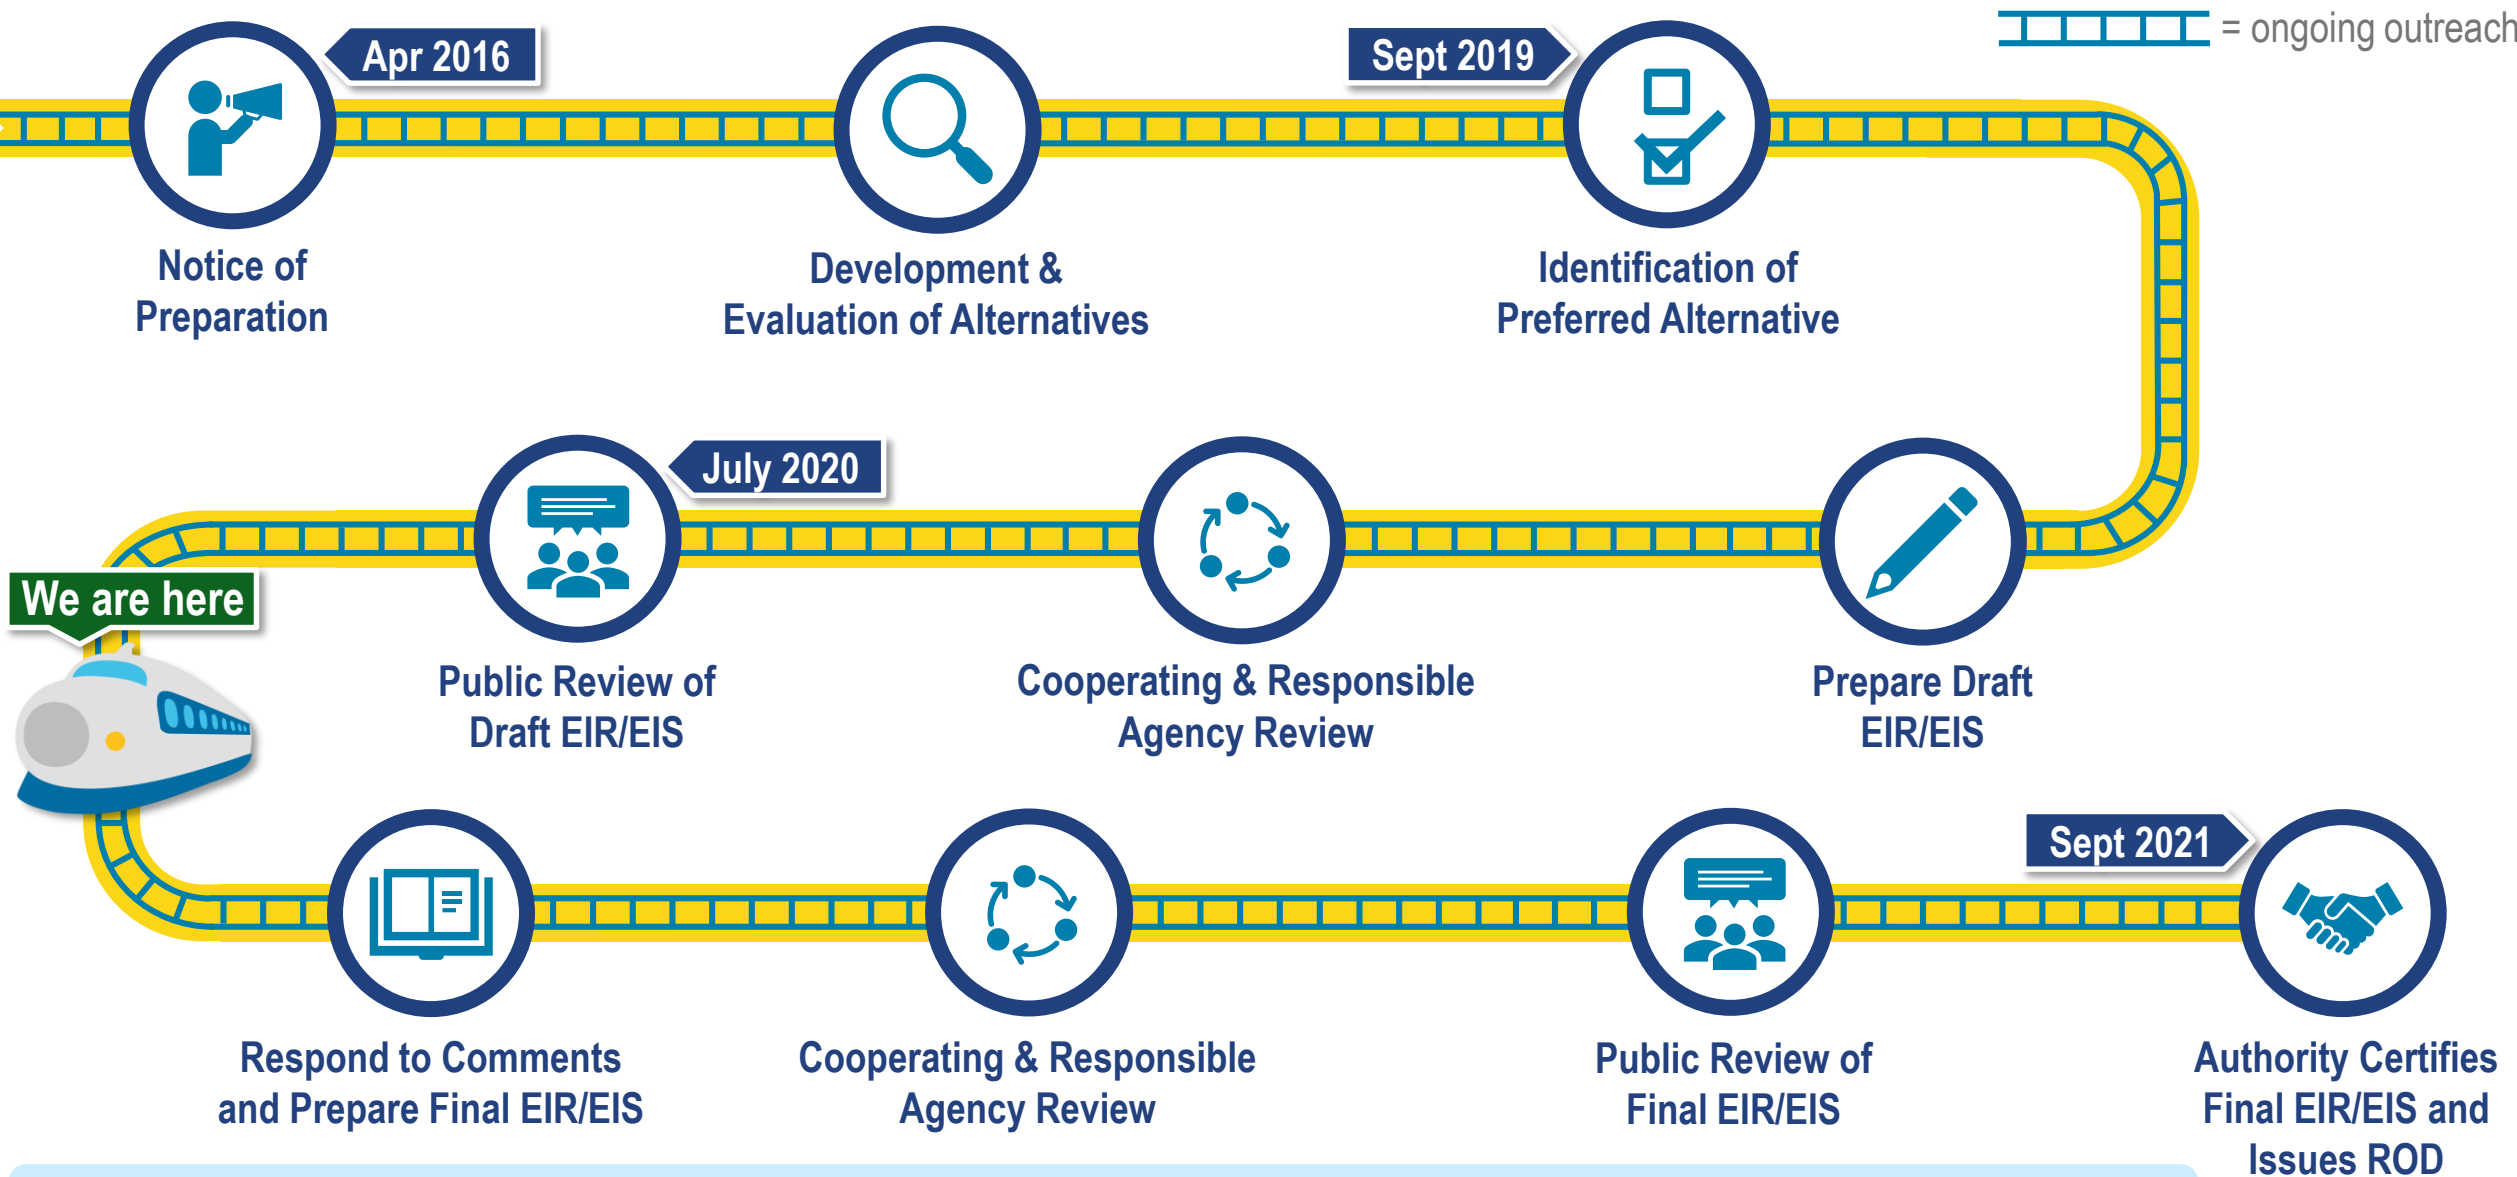 Apr 2016
Sept 2019
= ongoing outreach
Notice of
Preparation
Development &
Evaluation of Alternatives
Identification of
Preferred Alternative
July 2020
We are here
Public Review of
Draft EIR/EIS
Cooperating & Responsible
Agency Review
Prepare Draft
EIR/EIS
Sept 2021
Respond to Comments
and Prepare Final EIR/EIS
Cooperating & Responsible
Agency Review
Public Review of
Final EIR/EIS
Authority Certifies
Final EIR/EIS and
Issues ROD